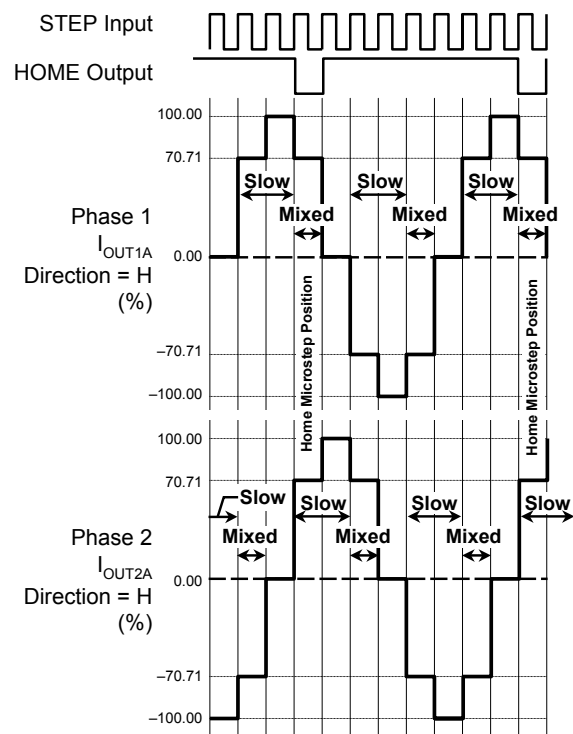 STEP Input
HOME Output
100.00
70.71
Slow Slow Slow
Mixed Mixed Mixed
Phase 1
IOUT1A
Direction = H
(%)
0.00
Home Microstep Position
Home Microstep Position
–70.71
–100.00
100.00
70.71
Slow Slow Slow Slow
Mixed Mixed Mixed
Phase 2
IOUT2A
Direction = H
(%)
0.00
–70.71
–100.00